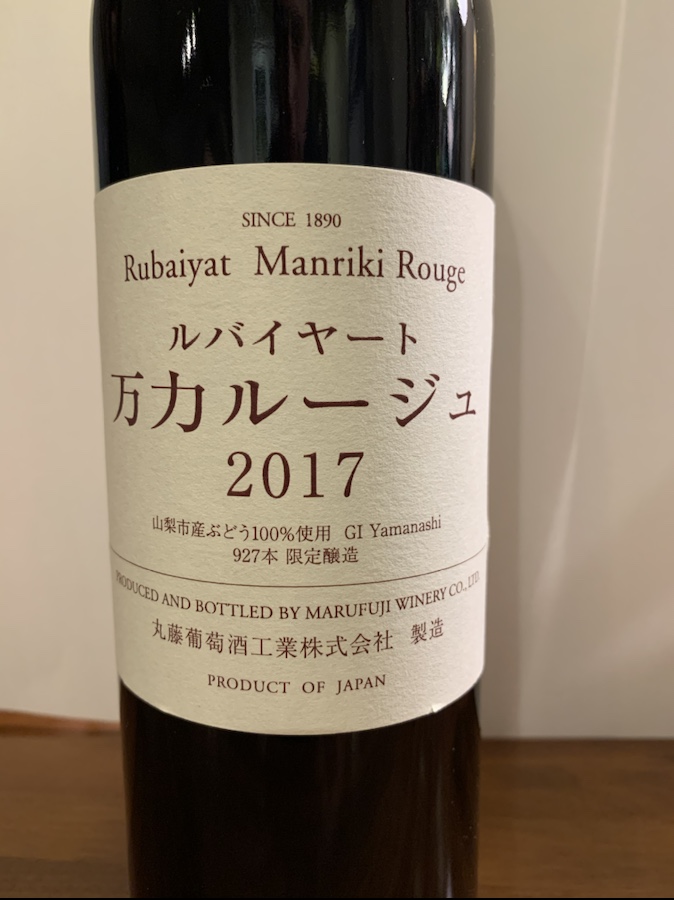 SINCE 1890
Rubaiyat Manriki Rouge
ルバイヤート
万力ルージュ
2017
山梨市産ぶどう100%使用 GI Yamanashi
927本 限定醸造
PRODUCED AND BOTTLED BY MARUFUJI WINERY CO., LTD.
丸藤葡萄酒工業株式会社 製造
PRODUCT OF JAPAN